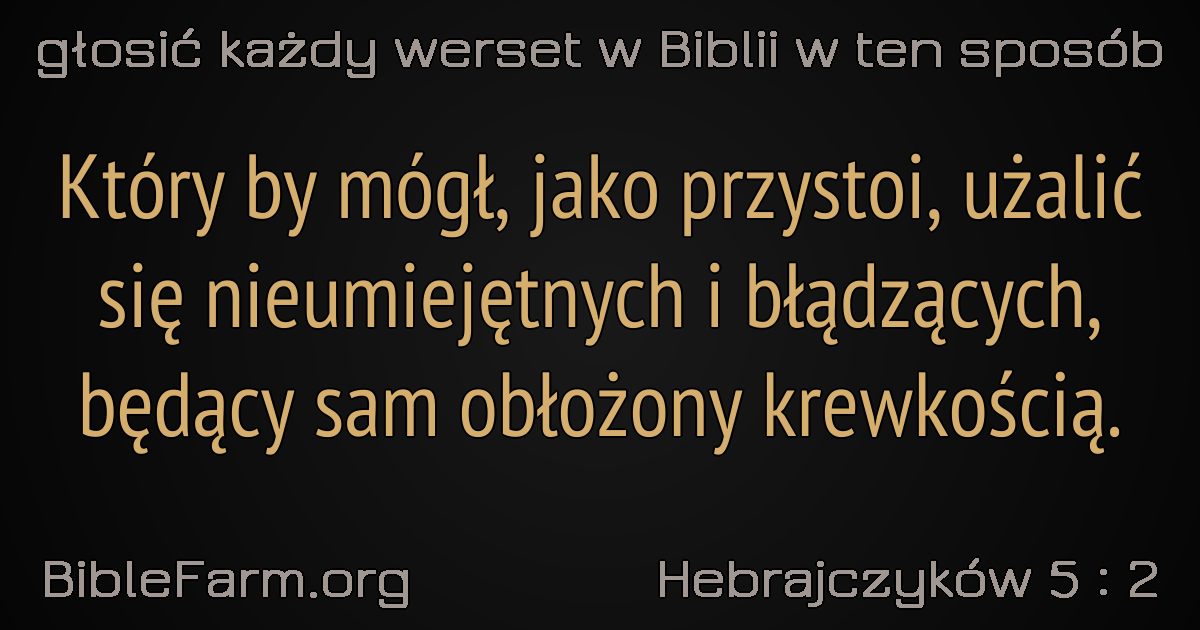 głosić każdy werset w Biblii w ten sposób
Który by mógł, jako przystoi, użalić
się nieumiejętnych i błądzących,
będący sam obłożony krewkością.
BibleFarm.org
Hebrajczyków 5 : 2